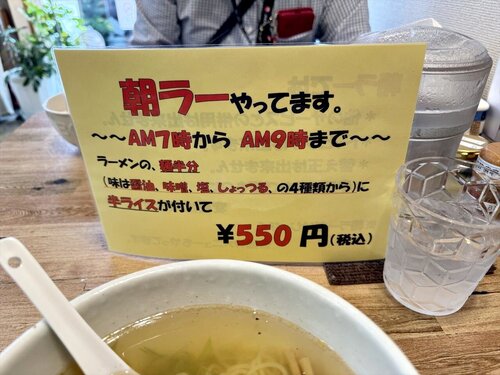 朝ラーやってます。
～～AM7時から AM9時まで～～
ラーメンの、麺半分
(味は醤油、味噌、塩、しょっつる、の4種類から)に
半ライスが付いて
¥550 円(税込)